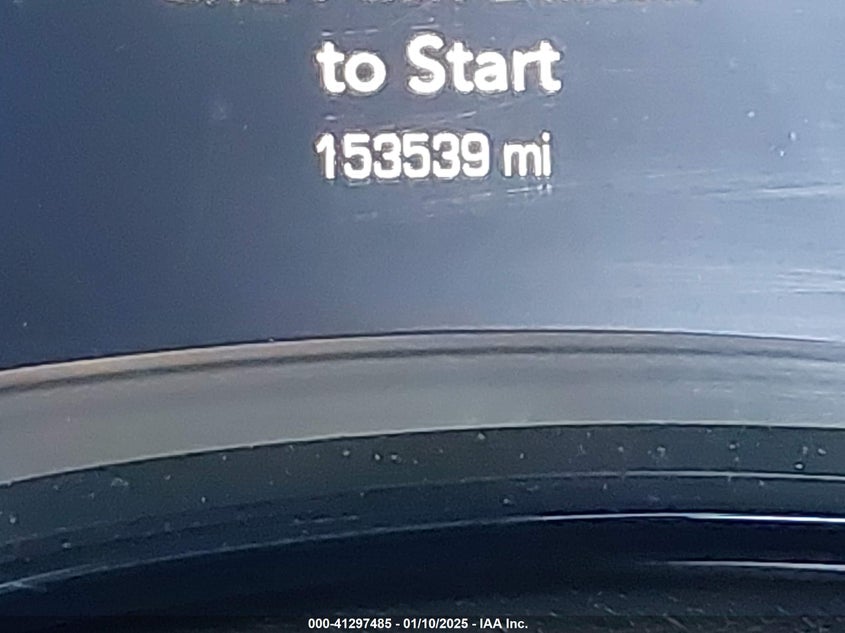 to Start
153539 mi
000-41297485 - 01/10/2025 - IAA Inc.